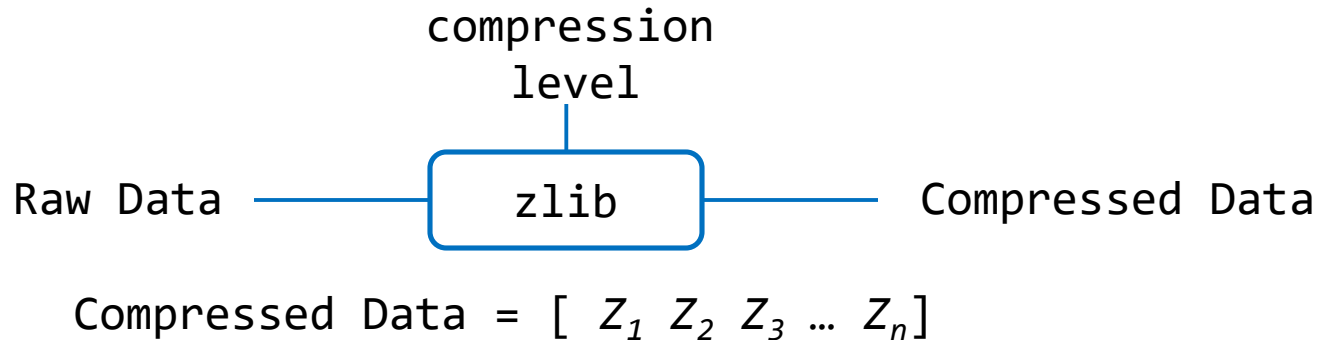 compression
level
Raw Data
zlib
Compressed Data
Compressed Data = [ Z₁ Z₂ Z₃ … Zₙ]